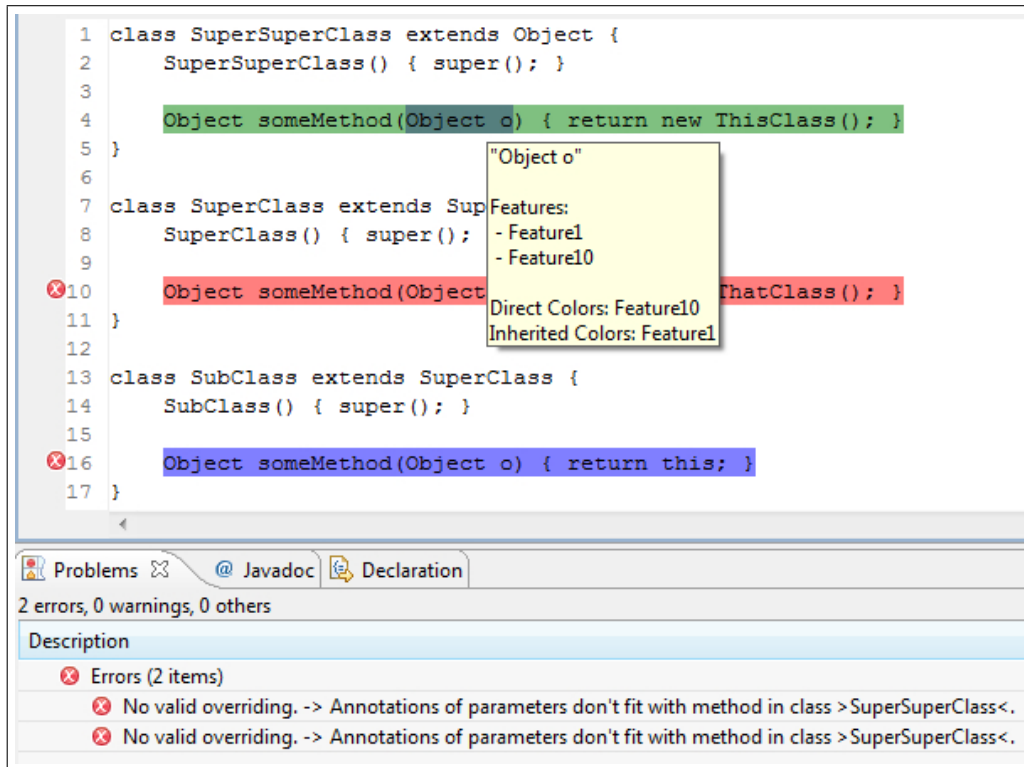 1 class SuperSuperClass extends Object {
2 SuperSuperClass() { super(); }
3
4 Object someMethod(Object o) { return new ThisClass(); }
5 }
6
7 class SuperClass extends Sup
8 SuperClass() { super();
9
10 Object someMethod(Object ThatClass(); }
11 }
12
13 class SubClass extends SuperClass {
14 SubClass() { super(); }
15
16 Object someMethod(Object o) { return this; }
17 }
"Object o"
Features:
- Feature1
- Feature10
Direct Colors: Feature10
Inherited Colors: Feature1
Problems @ Javadoc Declaration
2 errors, 0 warnings, 0 others
Description
Errors (2 items)
No valid overriding. -> Annotations of parameters don't fit with method in class >SuperSuperClass<.
No valid overriding. -> Annotations of parameters don't fit with method in class >SuperSuperClass<.